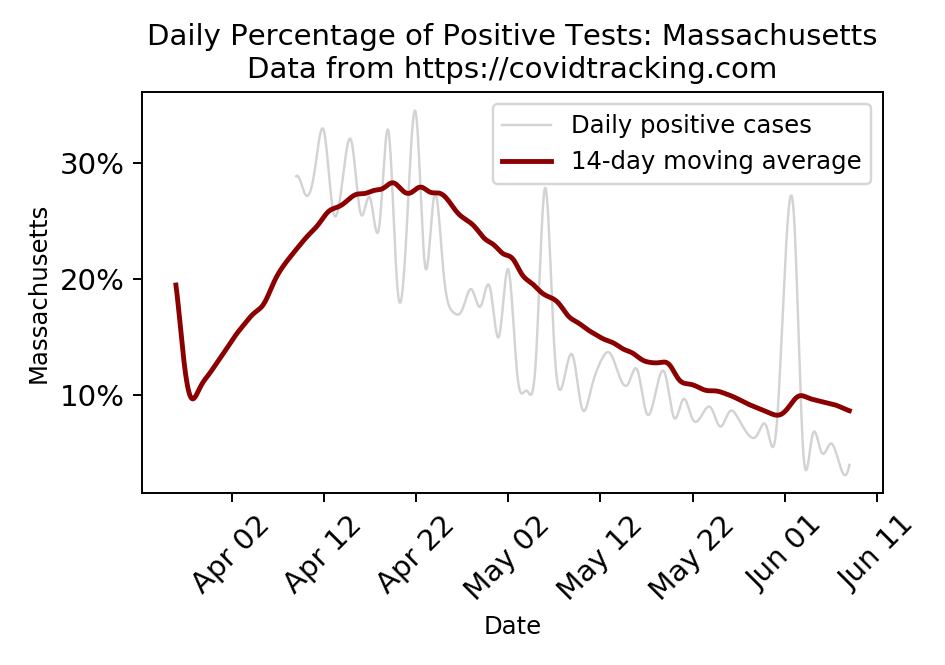 Daily Percentage of Positive Tests: Massachusetts
Data from https://covidtracking.com
Daily positive cases
14-day moving average
30%
20%
10%
Massachusetts
Apr 02
Apr 12
Apr 22
May 02
May 12
May 22
Jun 01
Jun 11
Date